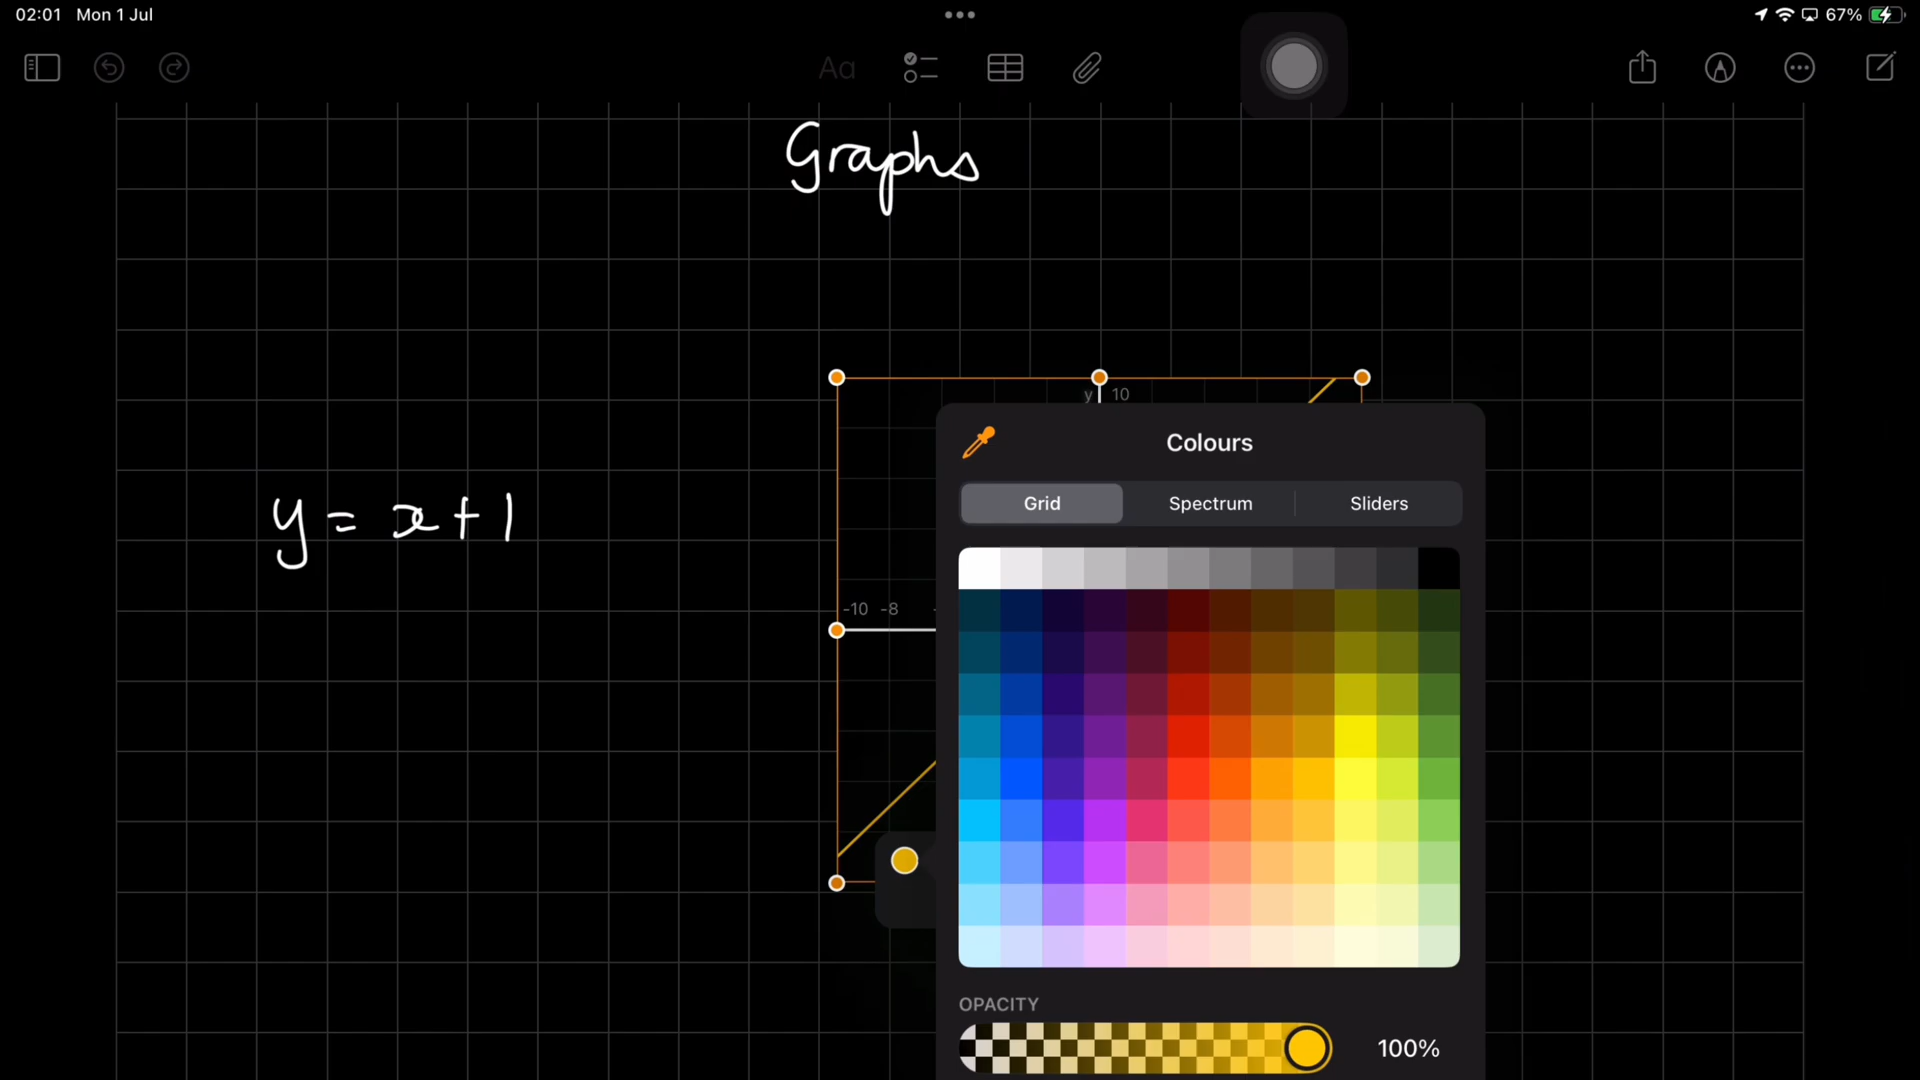 02:01 Mon 1 Jul
67%
Aa
Graphs
y 10
Colours
Grid Spectrum Sliders
y = x + 1
-10 -8
OPACITY
100%